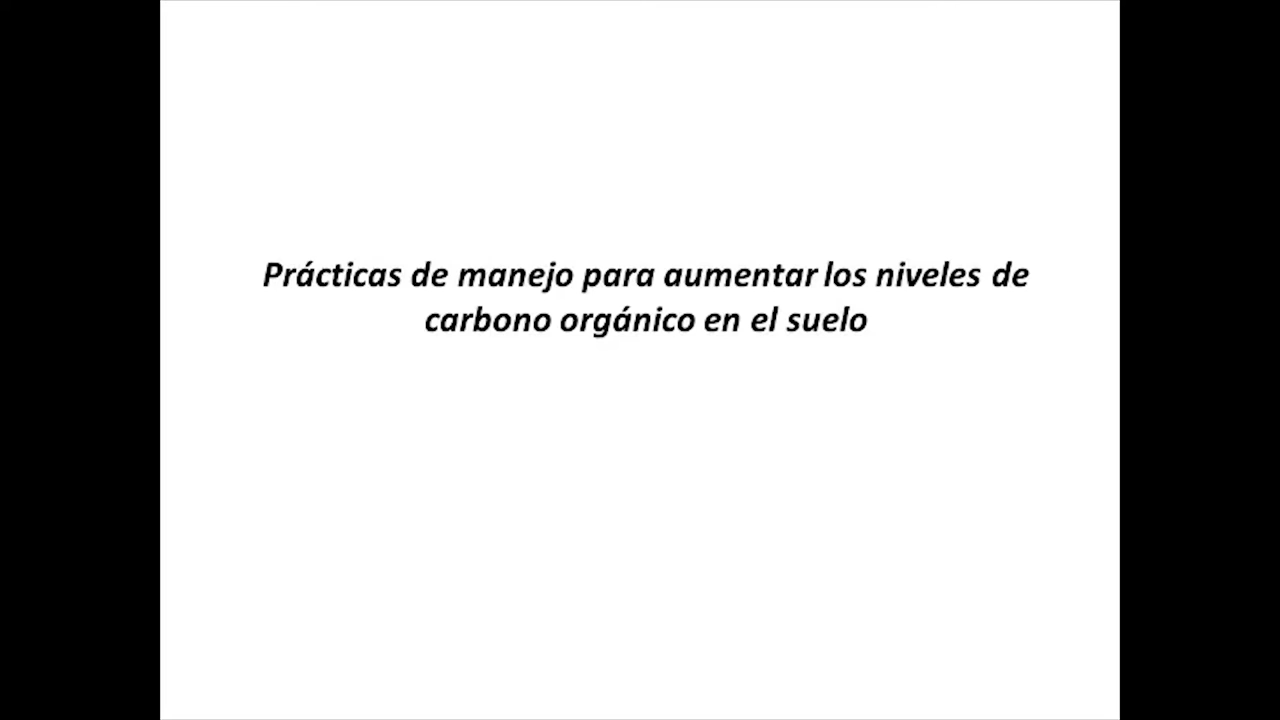 Prácticas de manejo para aumentar los niveles de
carbono orgánico en el suelo